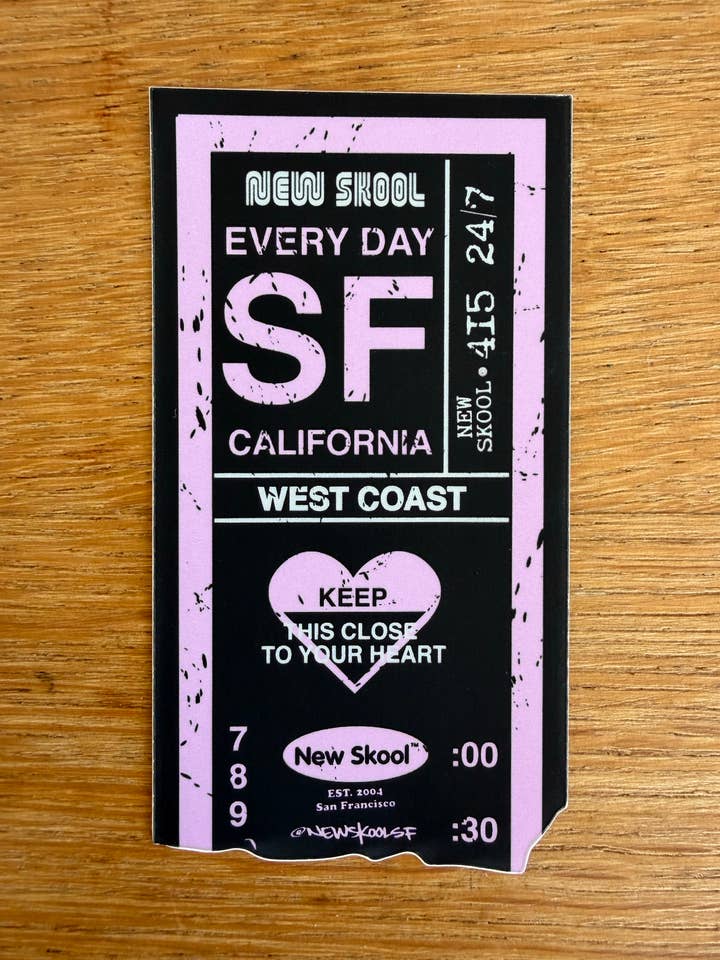 NEW SKOOL
EVERY DAY
SF
CALIFORNIA
NEW
SKOOL • 415 24/7
WEST COAST
KEEP
THIS CLOSE
TO YOUR HEART
7
8
9
New Skool™
EST. 2004
San Francisco
@NEWSKOOLSF
:00
:30